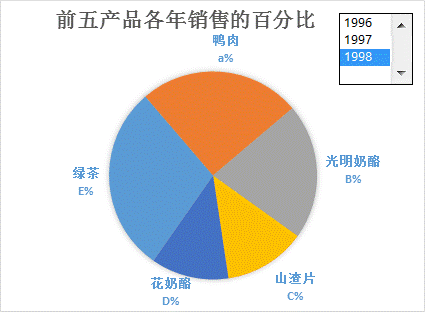 前五产品各年销售的百分比
1996
1997
1998
鸭肉
a%
光明奶酪
B%
绿茶
E%
花奶酪
D%
山渣片
C%